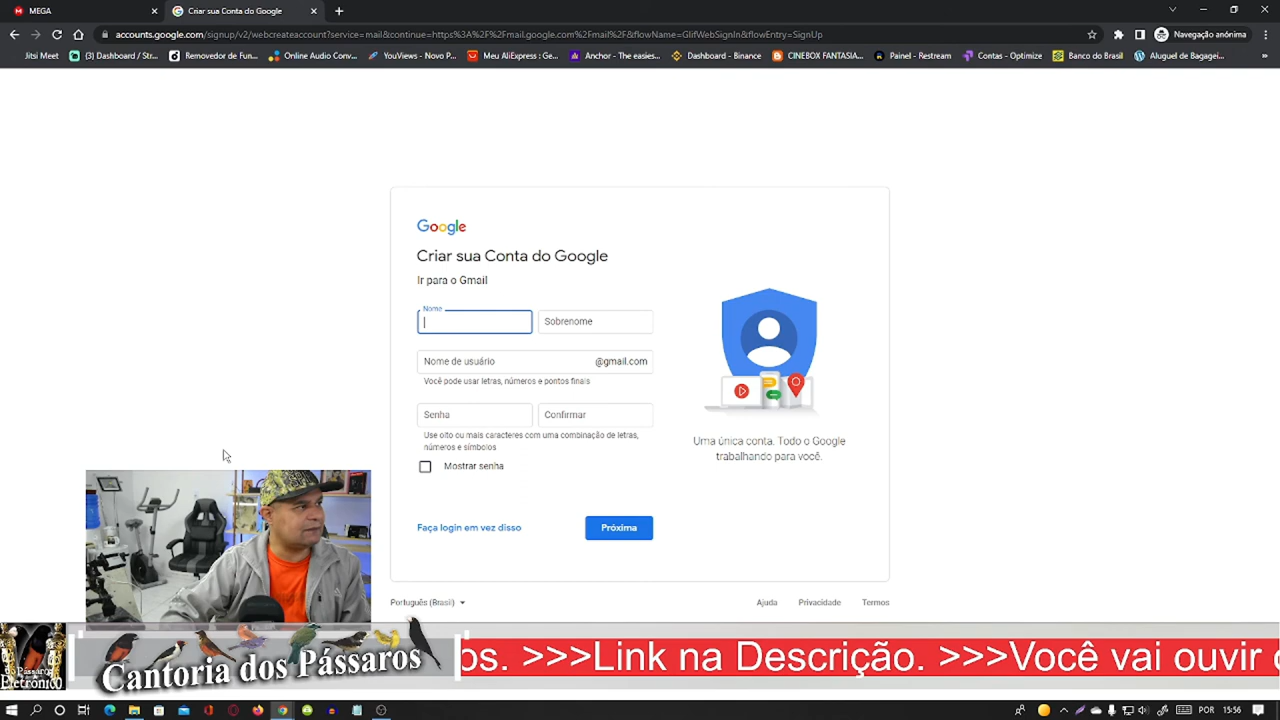 MEGA
Criar sua Conta do Google
accounts.google.com/signup/v2/webcreateaccount?service=mail&continue=https%3A%2F%2Fmail.google.com%2Fmail%2F&flowName=GlifWebSignIn&flowEntry=SignUp
Navegação anônima
Jitsi Meet
(3) Dashboard / Str...
Removedor de Fun...
Online Audio Conv...
YouViews - Novo P...
Meu AliExpress : Ge...
Anchor - The easies...
Dashboard - Binance
CINEBOX FANTASIA...
Painel - Restream
Contas - Optimize
Banco do Brasil
Aluguel de Bagagei...
Google
Criar sua Conta do Google
Ir para o Gmail
Nome
Sobrenome
Nome de usuário @gmail.com
Você pode usar letras, números e pontos finais
Senha
Confirmar
Use oito ou mais caracteres com uma combinação de letras,
números e símbolos
Mostrar senha
Faça login em vez disso
Próxima
Uma única conta. Todo o Google
trabalhando para você.
Português (Brasil)
Ajuda
Privacidade
Termos
Pássaro
Eletrônico
Cantoria dos Pássaros
os. >>>Link na Descrição. >>>Você vai ouvir
POR
15:56